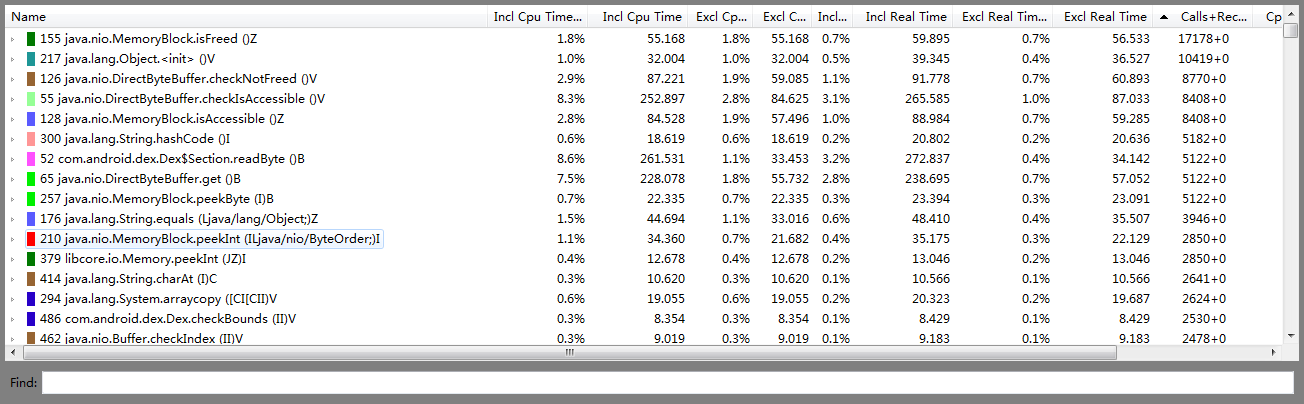 Name Incl Cpu Time... Incl Cpu Time Excl Cp... Excl C... Incl... Incl Real Time Excl Real Tim... Excl Real Time Calls+Rec... Cp
155 java.nio.MemoryBlock.isFreed ()Z 1.8% 55.168 1.8% 55.168 0.7% 59.895 0.7% 56.533 17178+0
217 java.lang.Object.<init> ()V 1.0% 32.004 1.0% 32.004 0.5% 39.345 0.4% 36.527 10419+0
126 java.nio.DirectByteBuffer.checkNotFreed ()V 2.9% 87.221 1.9% 59.085 1.1% 91.778 0.7% 60.893 8770+0
55 java.nio.DirectByteBuffer.checkIsAccessible ()V 8.3% 252.897 2.8% 84.625 3.1% 265.585 1.0% 87.033 8408+0
128 java.nio.MemoryBlock.isAccessible ()Z 2.8% 84.528 1.9% 57.496 1.0% 88.984 0.7% 59.285 8408+0
300 java.lang.String.hashCode ()I 0.6% 18.619 0.6% 18.619 0.2% 20.802 0.2% 20.636 5182+0
52 com.android.dex.Dex$Section.readByte ()B 8.6% 261.531 1.1% 33.453 3.2% 272.837 0.4% 34.142 5122+0
65 java.nio.DirectByteBuffer.get ()B 7.5% 228.078 1.8% 55.732 2.8% 238.695 0.7% 57.052 5122+0
257 java.nio.MemoryBlock.peekByte (I)B 0.7% 22.335 0.7% 22.335 0.3% 23.394 0.3% 23.091 5122+0
176 java.lang.String.equals (Ljava/lang/Object;)Z 1.5% 44.694 1.1% 33.016 0.6% 48.410 0.4% 35.507 3946+0
210 java.nio.MemoryBlock.peekInt (ILjava/nio/ByteOrder;)I 1.1% 34.360 0.7% 21.682 0.4% 35.175 0.3% 22.129 2850+0
379 libcore.io.Memory.peekInt (JZ)I 0.4% 12.678 0.4% 12.678 0.2% 13.046 0.2% 13.046 2850+0
414 java.lang.String.charAt (I)C 0.3% 10.620 0.3% 10.620 0.1% 10.566 0.1% 10.566 2641+0
294 java.lang.System.arraycopy ([CI[CII)V 0.6% 19.055 0.6% 19.055 0.2% 20.323 0.2% 19.687 2624+0
486 com.android.dex.Dex.checkBounds (II)V 0.3% 8.354 0.3% 8.354 0.1% 8.429 0.1% 8.429 2530+0
462 java.nio.Buffer.checkIndex (II)V 0.3% 9.019 0.3% 9.019 0.1% 9.183 0.1% 9.183 2478+0
Find: